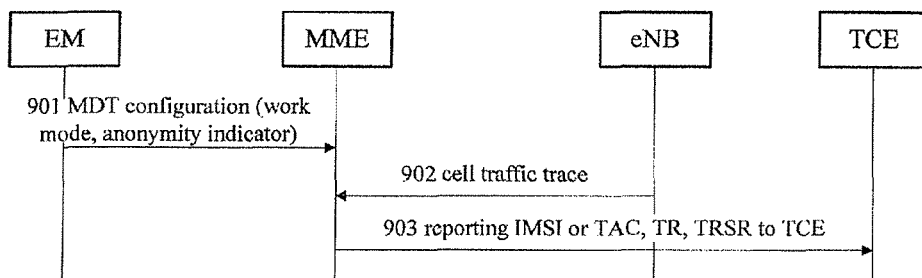 EM
MME
eNB
TCE
901 MDT configuration (work
mode, anonymity indicator)
902 cell traffic trace
903 reporting IMSI or TAC, TR, TRSR to TCE